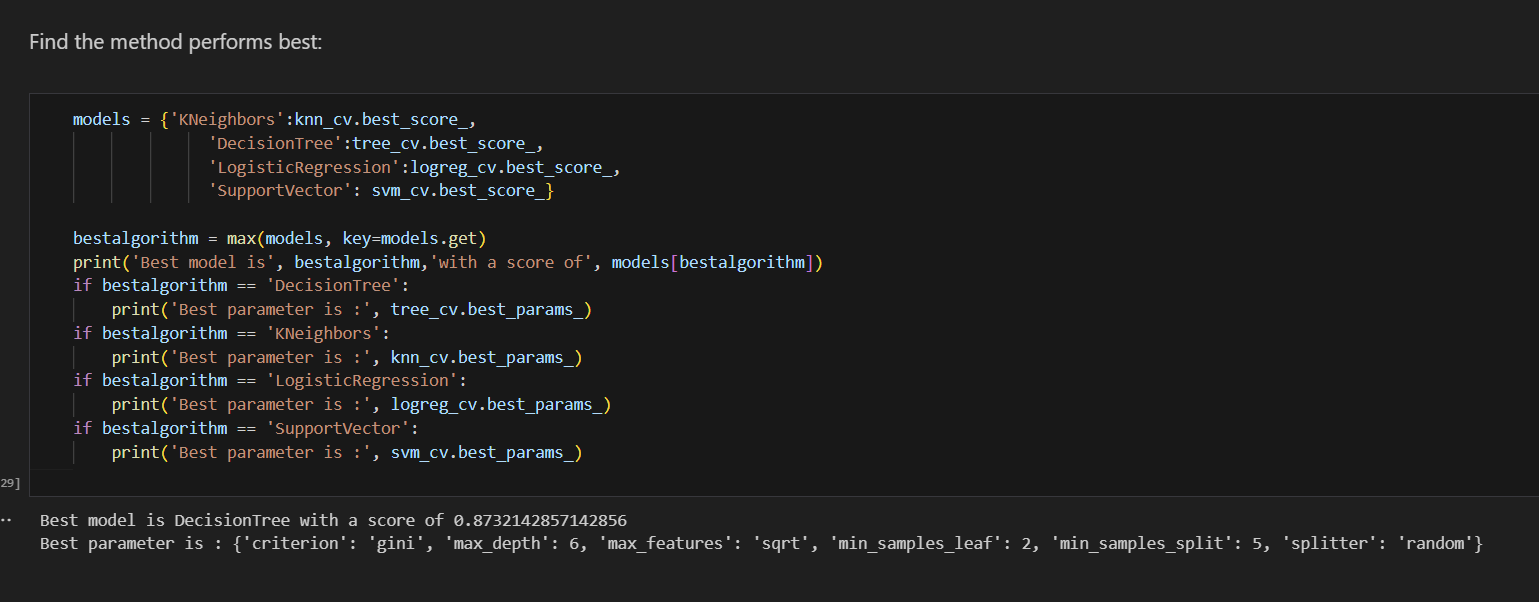 Find the method performs best:
models = {'KNeighbors':knn_cv.best_score_,
'DecisionTree':tree_cv.best_score_,
'LogisticRegression':logreg_cv.best_score_,
'SupportVector': svm_cv.best_score_}
bestalgorithm = max(models, key=models.get)
print('Best model is', bestalgorithm,'with a score of', models[bestalgorithm])
if bestalgorithm == 'DecisionTree':
print('Best parameter is :', tree_cv.best_params_)
if bestalgorithm == 'KNeighbors':
print('Best parameter is :', knn_cv.best_params_)
if bestalgorithm == 'LogisticRegression':
print('Best parameter is :', logreg_cv.best_params_)
if bestalgorithm == 'SupportVector':
print('Best parameter is :', svm_cv.best_params_)
29]
Best model is DecisionTree with a score of 0.8732142857142856
Best parameter is : {'criterion': 'gini', 'max_depth': 6, 'max_features': 'sqrt', 'min_samples_leaf': 2, 'min_samples_split': 5, 'splitter': 'random'}